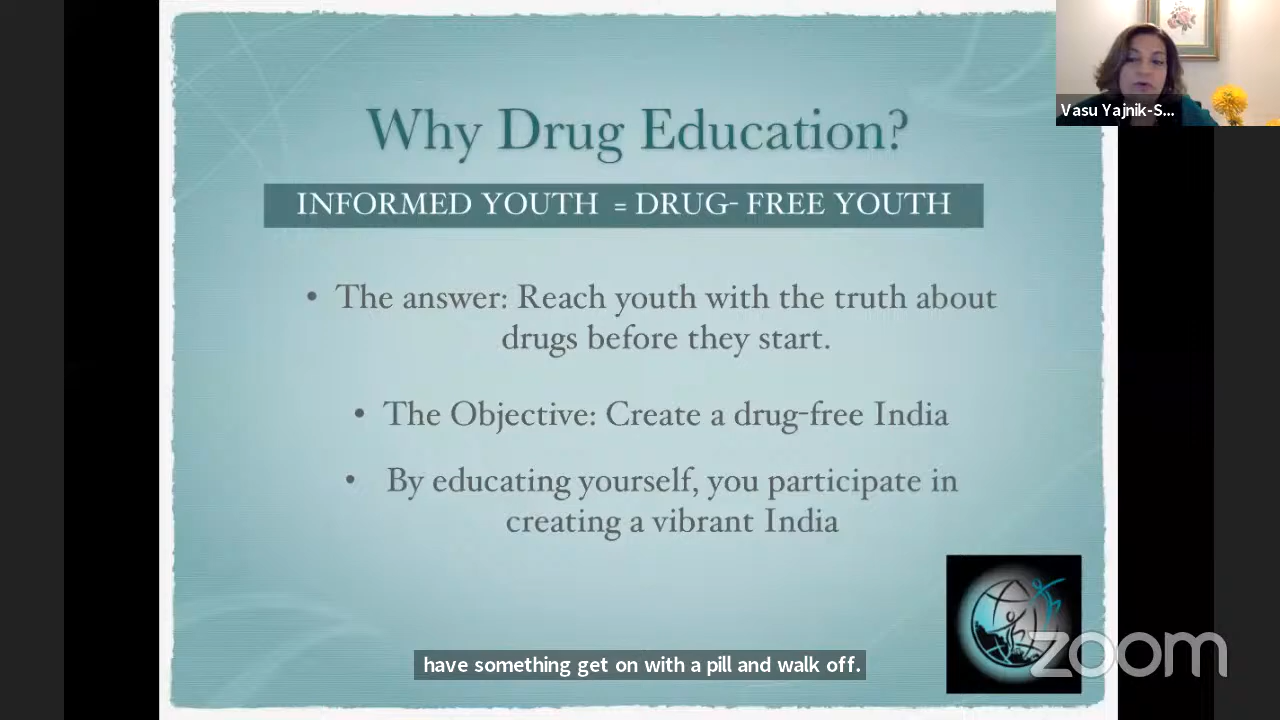 Why Drug Education?
INFORMED YOUTH = DRUG- FREE YOUTH
• The answer: Reach youth with the truth about
drugs before they start.
• The Objective: Create a drug-free India
• By educating yourself, you participate in
creating a vibrant India
have something get on with a pill and walk off.
Vasu Yajnik-S...
zoom